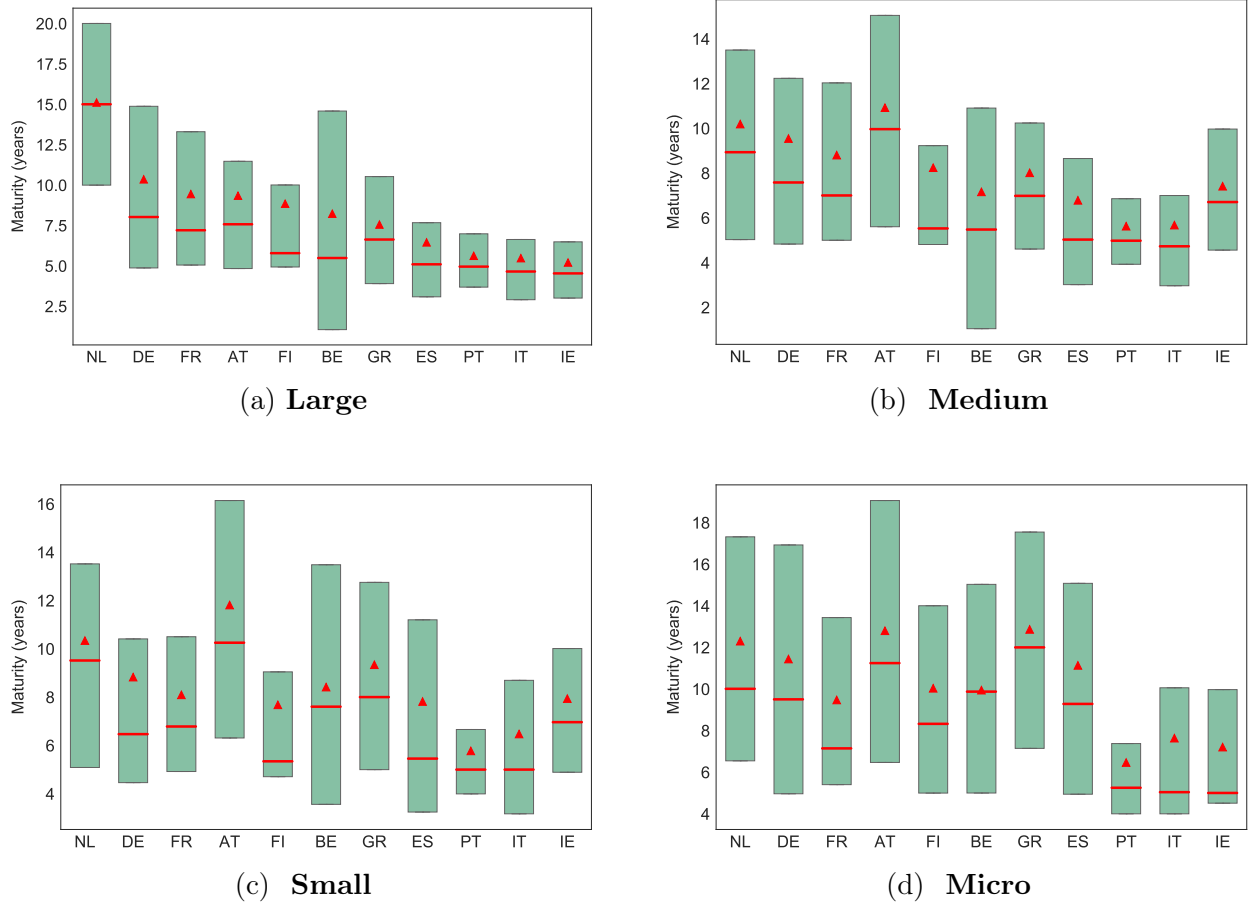 20.0
17.5
15.0
12.5
10.0
7.5
5.0
2.5
Maturity (years)
NL DE FR AT FI BE GR ES PT IT IE
(a) Large
14
12
10
8
6
4
2
Maturity (years)
NL DE FR AT FI BE GR ES PT IT IE
(b) Medium
16
14
12
10
8
6
4
Maturity (years)
NL DE FR AT FI BE GR ES PT IT IE
(c) Small
18
16
14
12
10
8
6
4
Maturity (years)
NL DE FR AT FI BE GR ES PT IT IE
(d) Micro